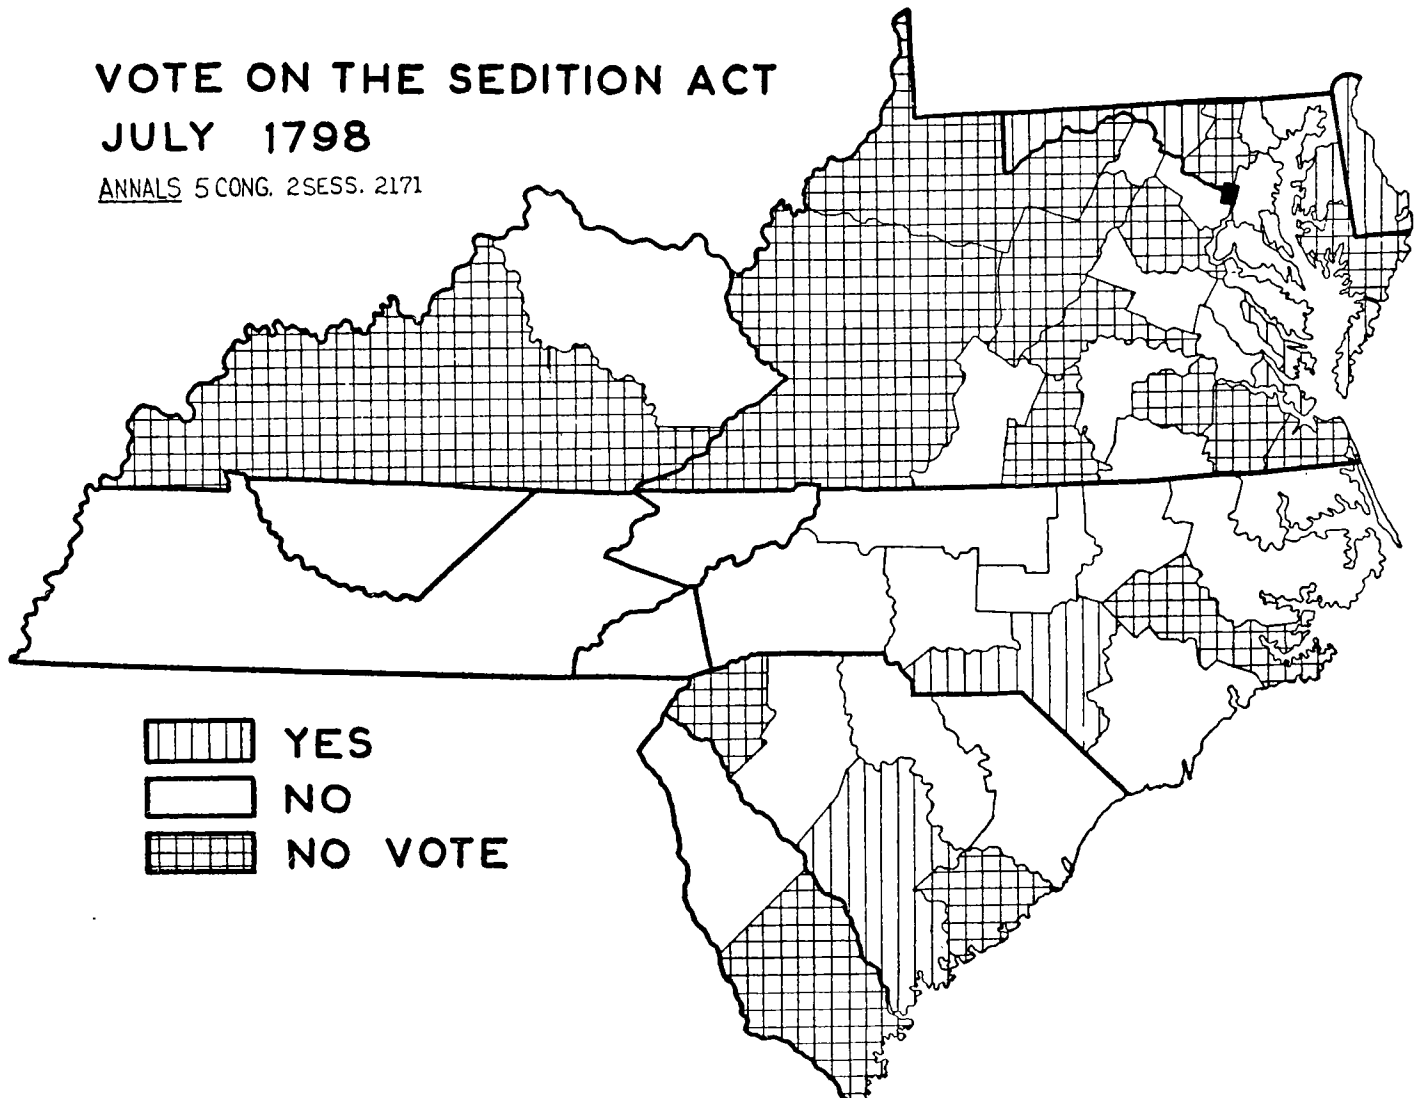 VOTE ON THE SEDITION ACT
JULY 1798
ANNALS 5 CONG. 2 SESS. 2171
YES
NO
NO VOTE